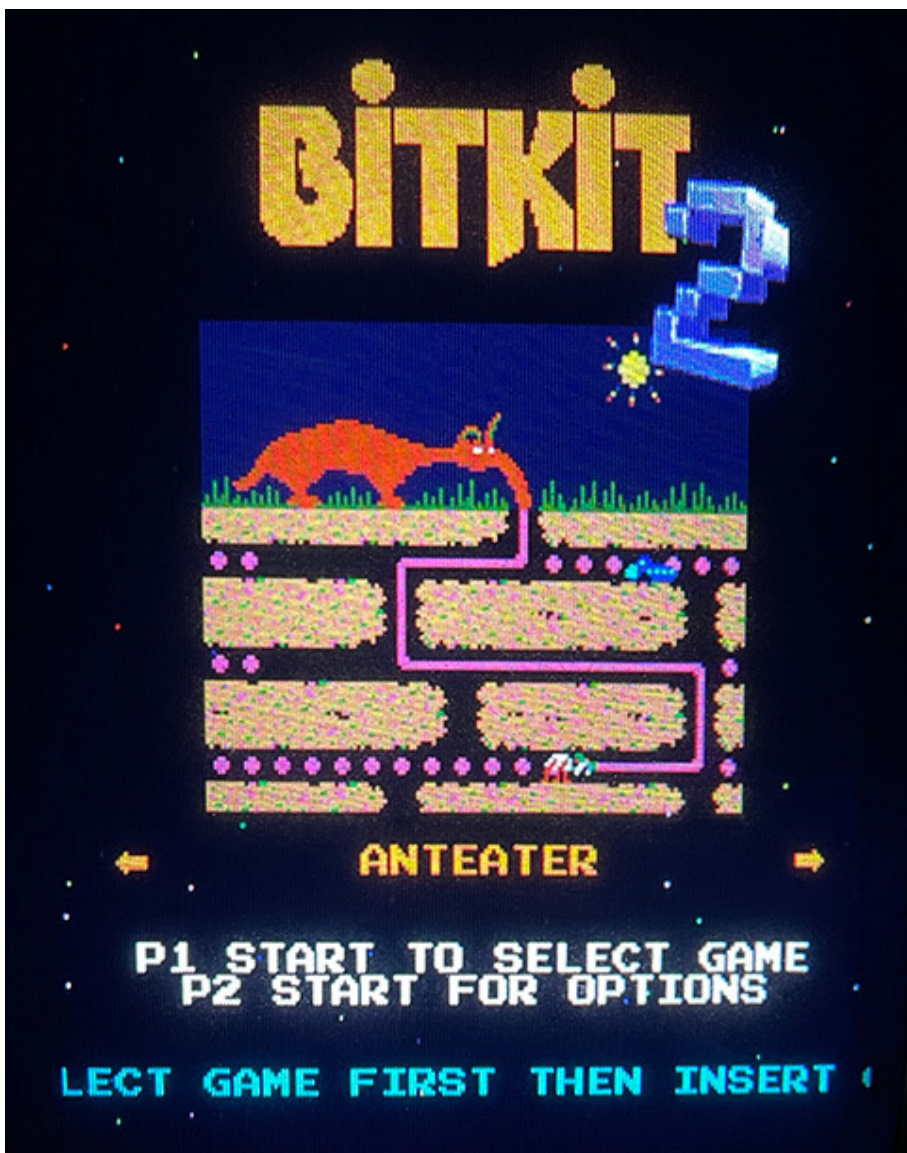 BiTKiT
2
ANTEATER
P1 START TO SELECT GAME
P2 START FOR OPTIONS
LECT GAME FIRST THEN INSERT